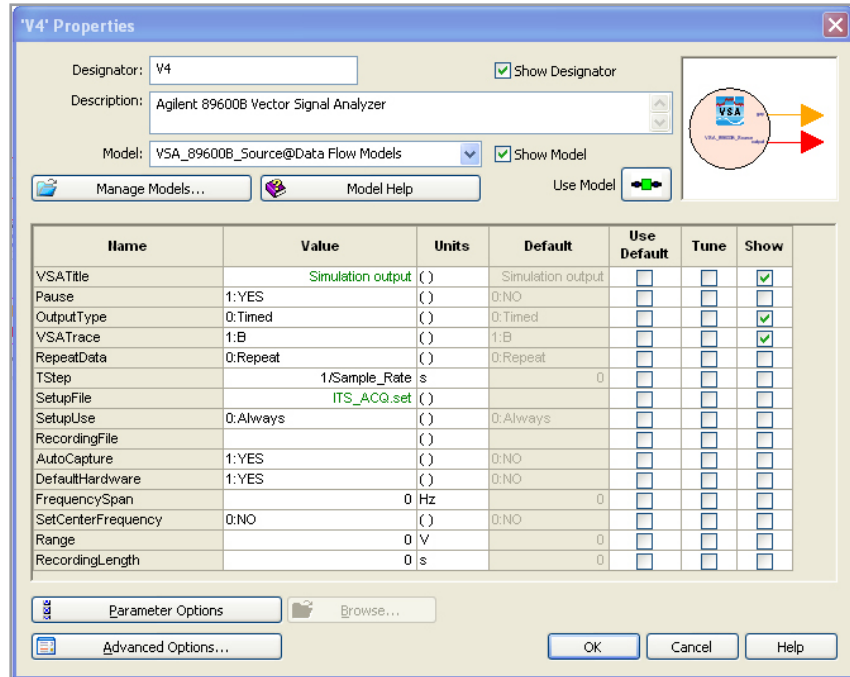 'V4' Properties
Designator: V4 Show Designator
Description: Agilent 89600B Vector Signal Analyzer
Model: VSA_89600B_Source@Data Flow Models Show Model
Manage Models... Model Help Use Model
VSA
VSA_89600B_Source
output
Name Value Units Default Use Default Tune Show
VSATitle Simulation output () Simulation output
Pause 1:YES () 0:NO
OutputType 0:Timed () 0:Timed
VSATrace 1:B () 1:B
RepeatData 0:Repeat () 0:Repeat
TStep 1/Sample_Rate s 0
SetupFile ITS_ACQ.set ()
SetupUse 0:Always () 0:Always
RecordingFile ()
AutoCapture 1:YES () 0:NO
DefaultHardware 1:YES () 0:NO
FrequencySpan 0 Hz 0
SetCenterFrequency 0:NO () 0:NO
Range 0 V 0
RecordingLength 0 s 0
Parameter Options Browse...
Advanced Options... OK Cancel Help